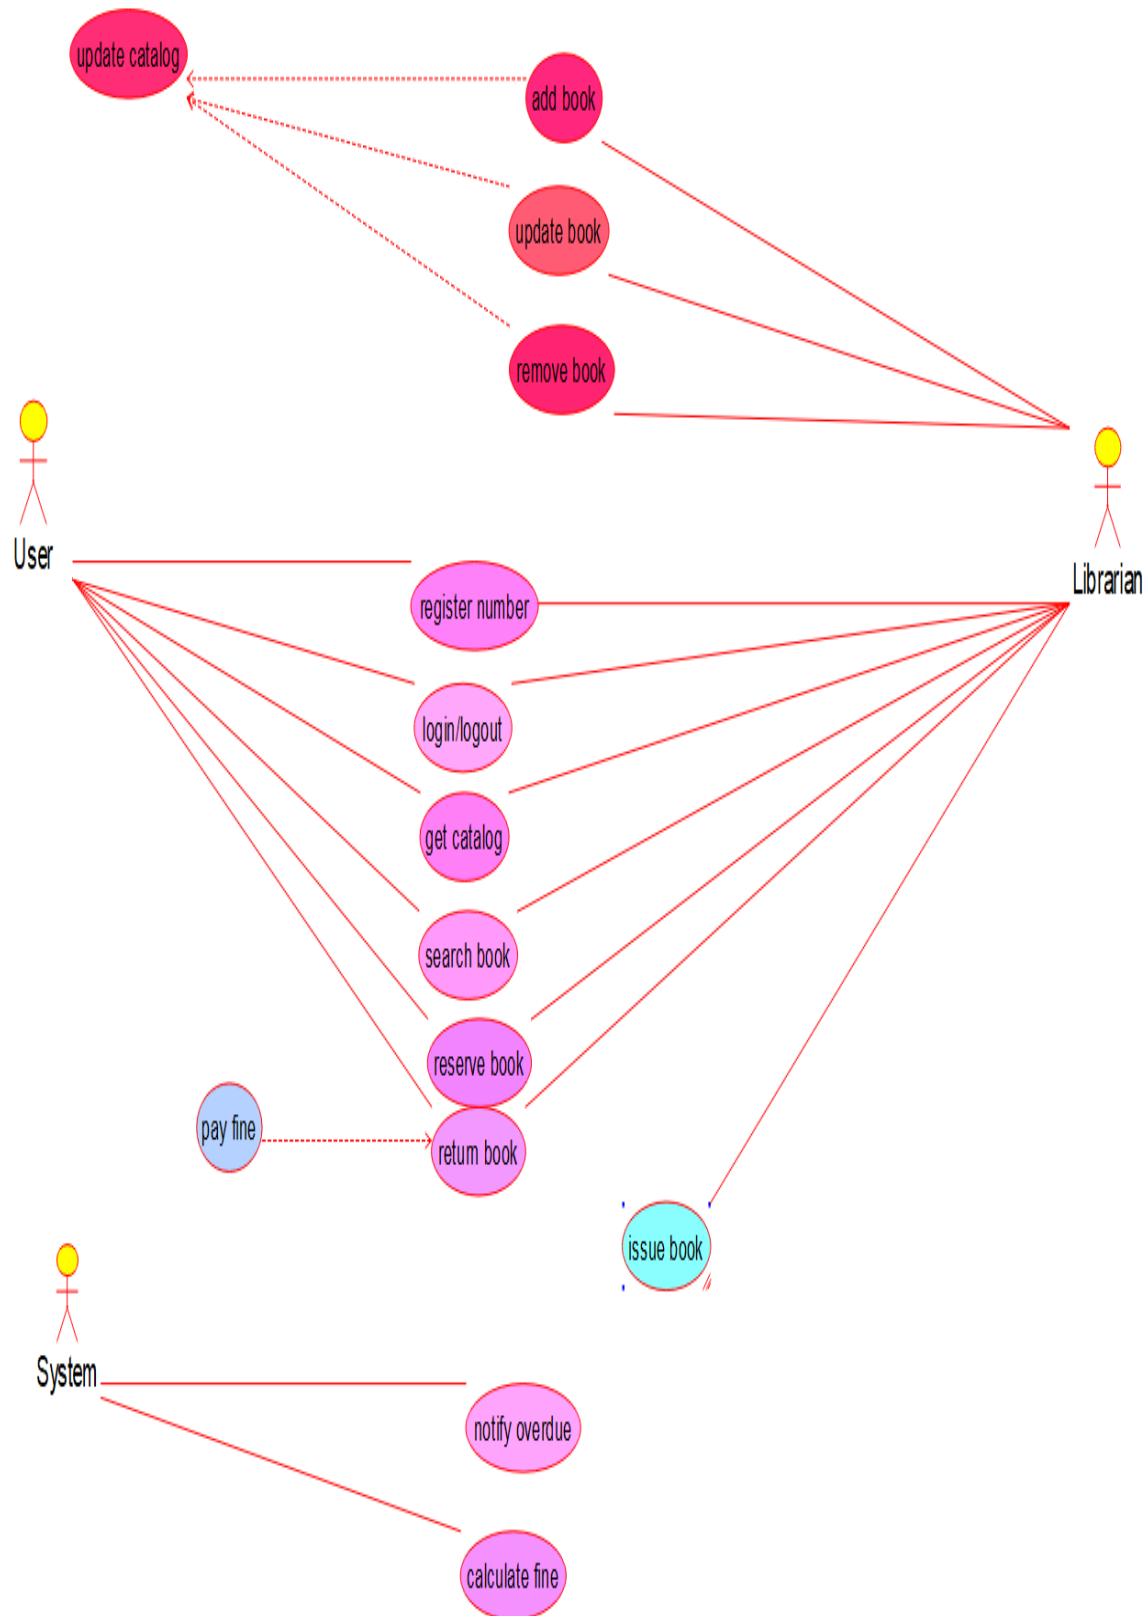 update catalog
add book
update book
remove book
User
Librarian
register number
login/logout
get catalog
search book
reserve book
pay fine
return book
issue book
System
notify overdue
calculate fine